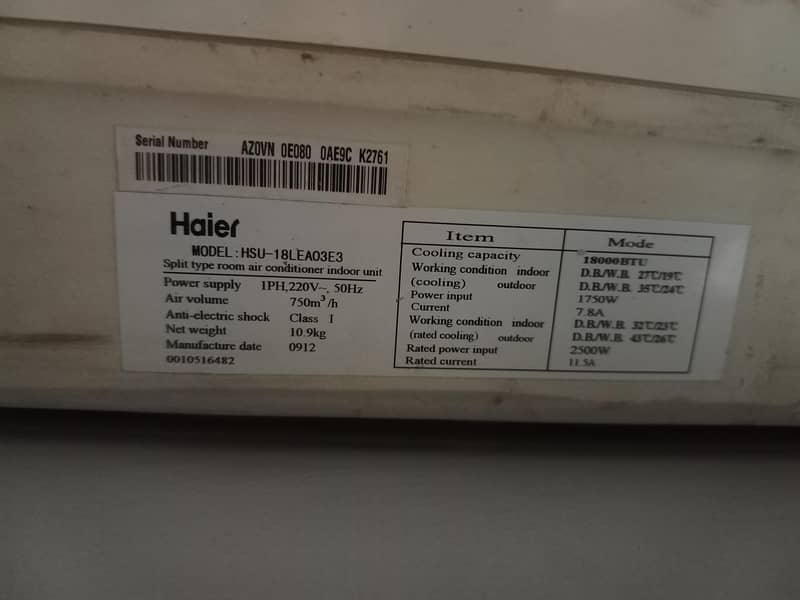 Serial Number AZ0VN 0E080 0AE9C K2761
Haier
MODEL:HSU-18LEA03E3
Split type room air conditioner indoor unit
Power supply 1PH,220V~, 50Hz
Air volume 750m³/h
Anti-electric shock Class I
Net weight 10.9kg
Manufacture date 0912
0010516482
Item Mode
Cooling capacity 18000BTU
Working condition indoor D.B/W.B. 27℃/19℃
(cooling) outdoor D.B/W.B. 35℃/24℃
Power input 1750W
Current 7.8A
Working condition indoor D.B/W.B. 32℃/23℃
(rated cooling) outdoor D.B/W.B. 43℃/26℃
Rated power input 2500W
Rated current 11.5A